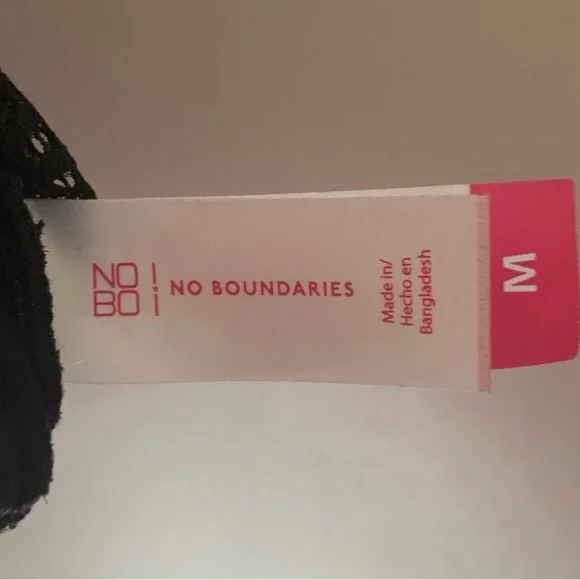 NO!
BO¡
NO BOUNDARIES
Made in/
Hecho en
Bangladesh
M